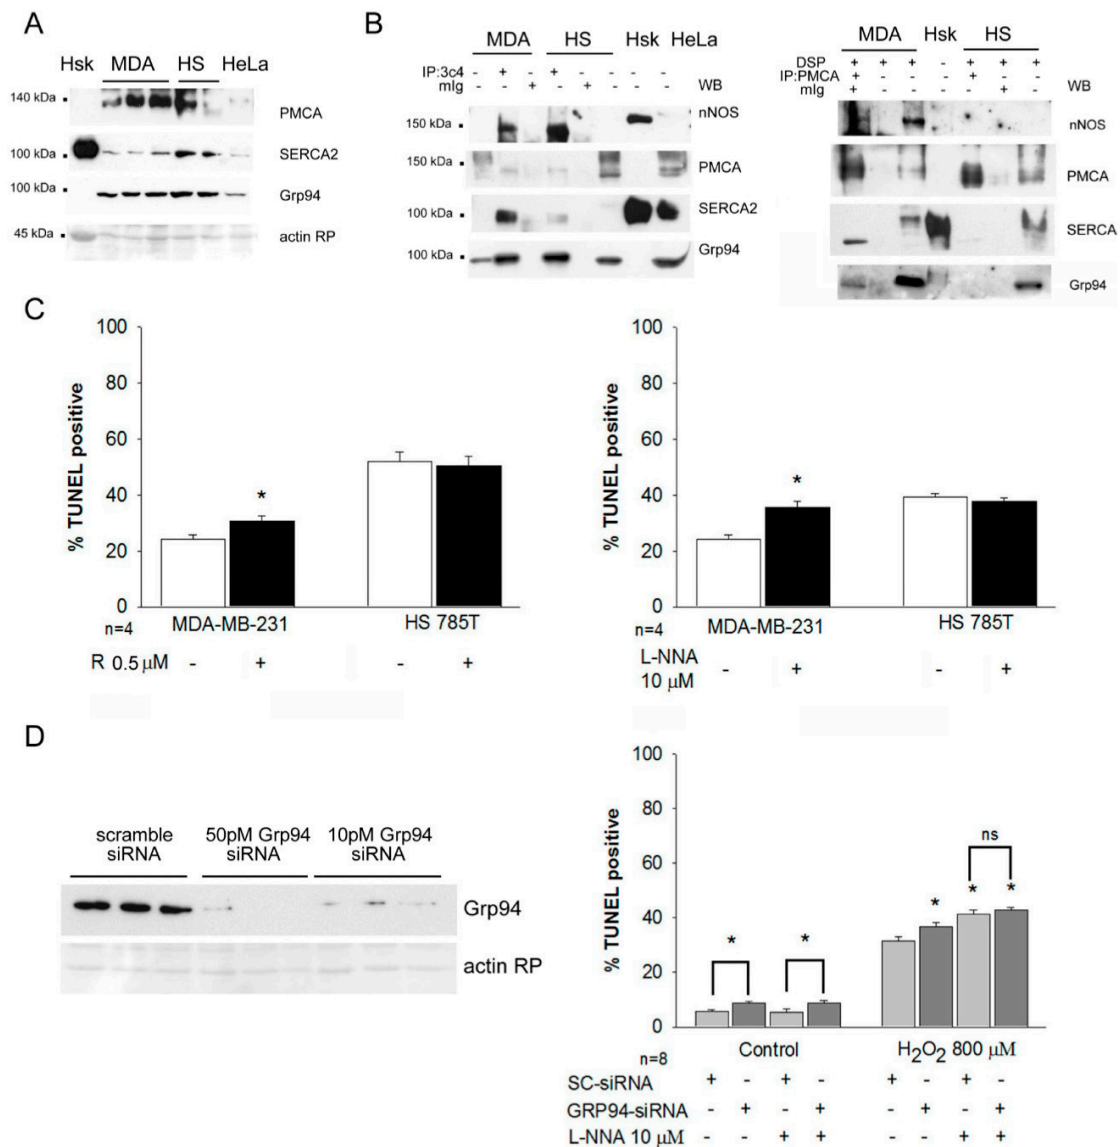 A
Hsk MDA HS HeLa
140 kDa
PMCA
100 kDa
SERCA2
100 kDa
Grp94
45 kDa
actin RP
B
MDA HS Hsk HeLa
IP:3c4 - + - + - - - -
mIg - - + - + - - -
WB
150 kDa
nNOS
150 kDa
PMCA
100 kDa
SERCA2
100 kDa
Grp94
MDA Hsk HS
DSP + + + - + + +
IP:PMCA + - - - + - -
mIg + - - - - + -
WB
nNOS
PMCA
SERCA
Grp94
C
% TUNEL positive
100
80
60
40
20
0
*
MDA-MB-231 HS 785T
n=4
R 0.5 μM - + - +
% TUNEL positive
100
80
60
40
20
0
*
MDA-MB-231 HS 785T
n=4
L-NNA
10 μM - + - +
D
scramble siRNA
50pM Grp94 siRNA
10pM Grp94 siRNA
Grp94
actin RP
% TUNEL positive
100
80
60
40
20
0
ns
* * * * *
Control H2O2 800 μM
n=8
SC-siRNA + - + - + - + -
GRP94-siRNA - + - + - + - +
L-NNA 10 μM - - + + - - + +